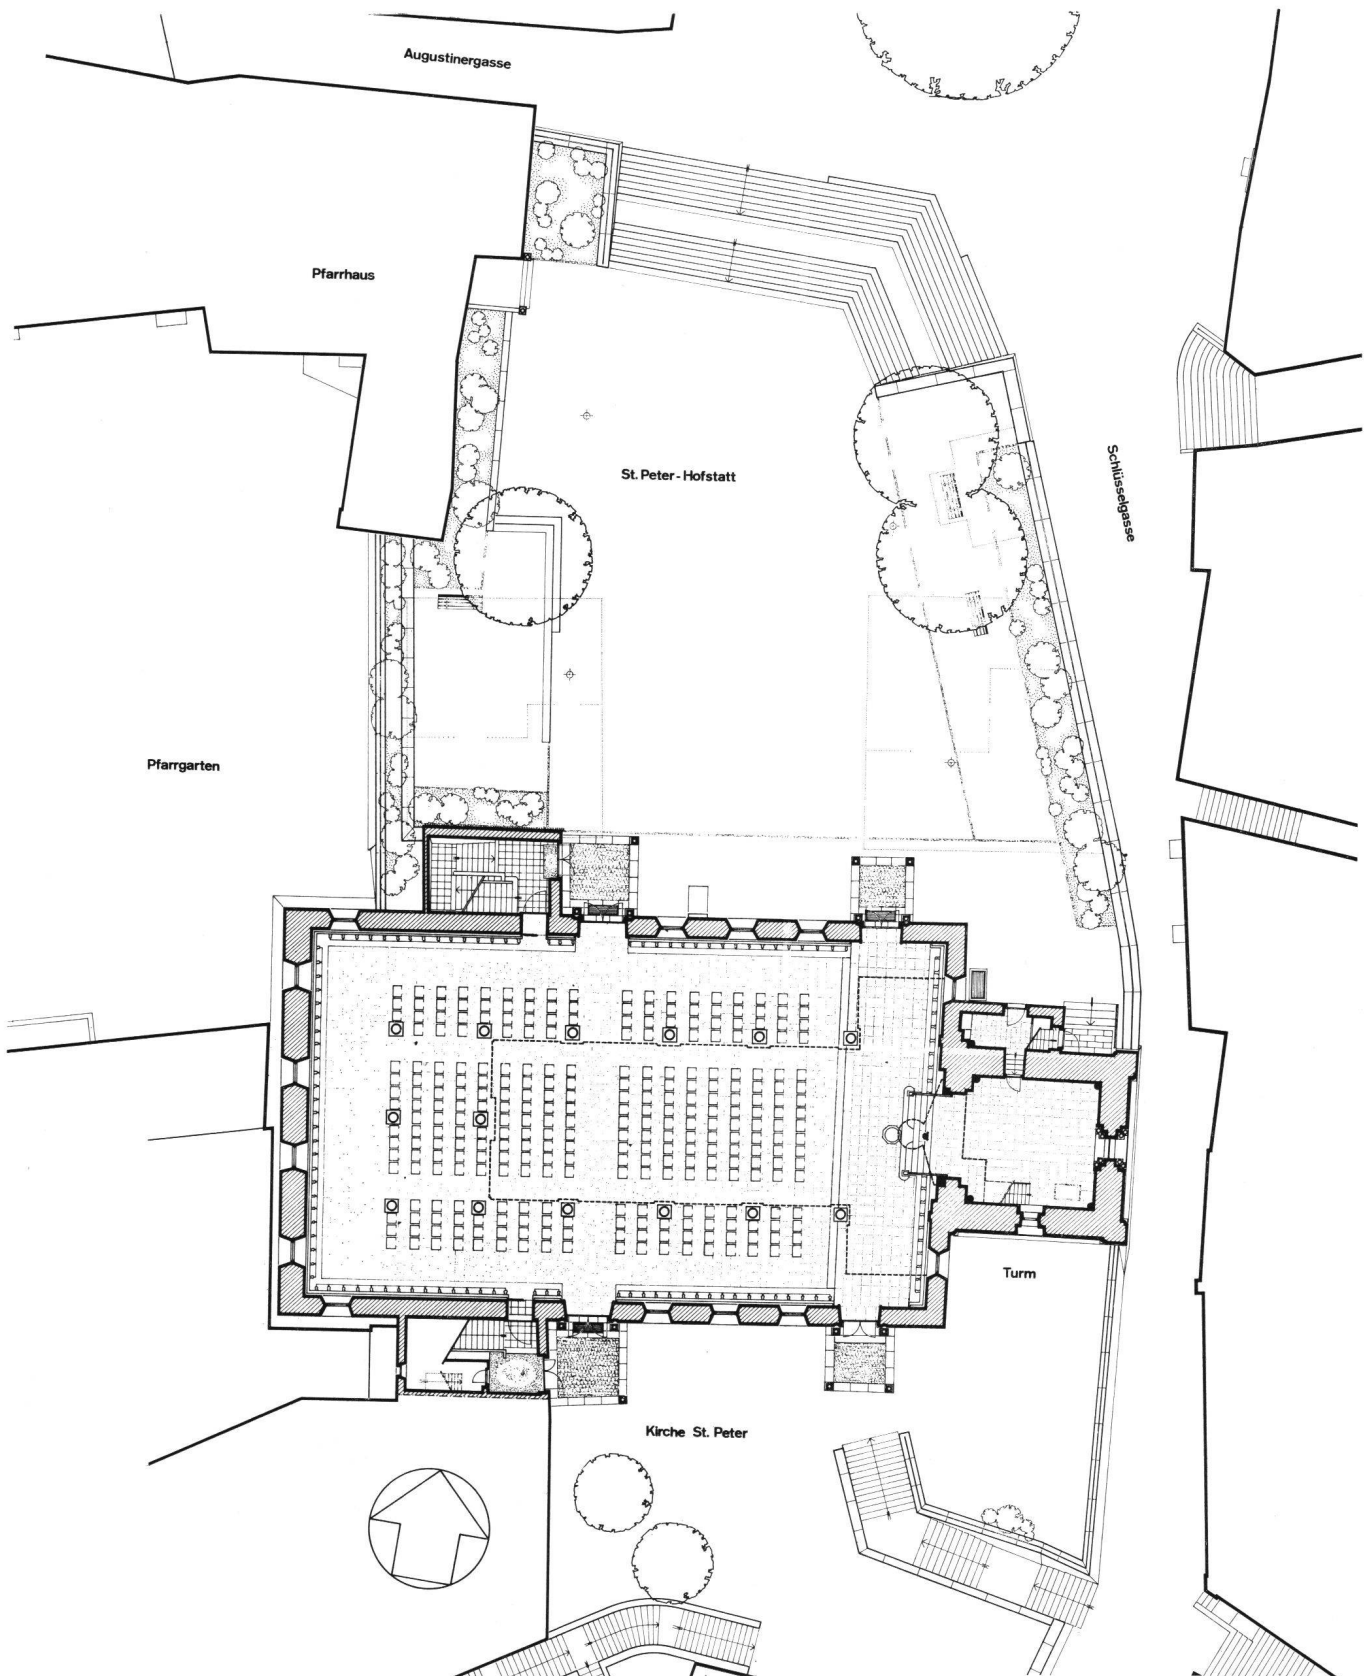 Augustinergasse
Pfarrhaus
St. Peter-Hofstatt
Schlüsselgasse
Pfarrgarten
Turm
Kirche St. Peter